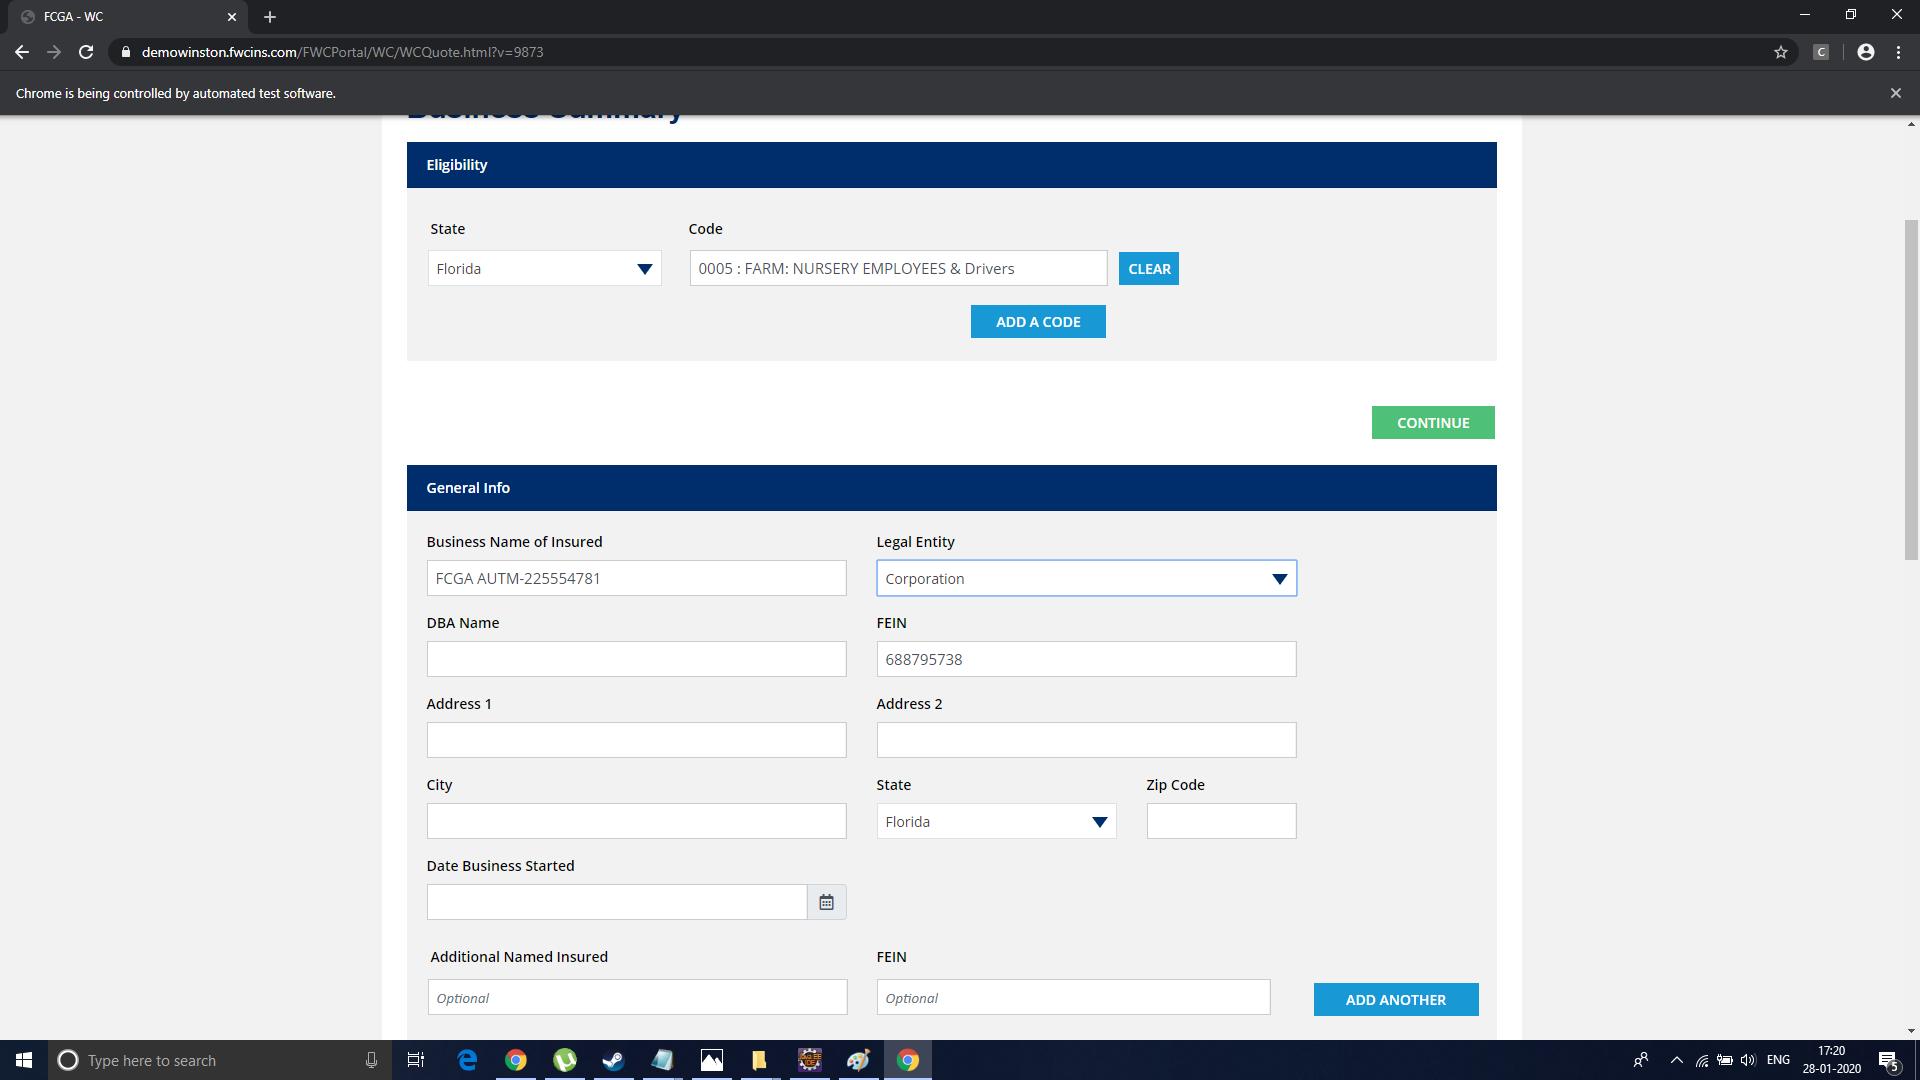 FCGA - WC
demowinston.fwcins.com/FWCPortal/WC/WCQuote.html?v=9873
C
Chrome is being controlled by automated test software.
Business Summary
Eligibility
State
Code
Florida
0005 : FARM: NURSERY EMPLOYEES & Drivers
CLEAR
ADD A CODE
CONTINUE
General Info
Business Name of Insured
Legal Entity
FCGA AUTM-225554781
Corporation
DBA Name
FEIN
688795738
Address 1
Address 2
City
State
Zip Code
Florida
Date Business Started
Additional Named Insured
FEIN
Optional
Optional
ADD ANOTHER
Type here to search
ENG
17:20
28-01-2020
5